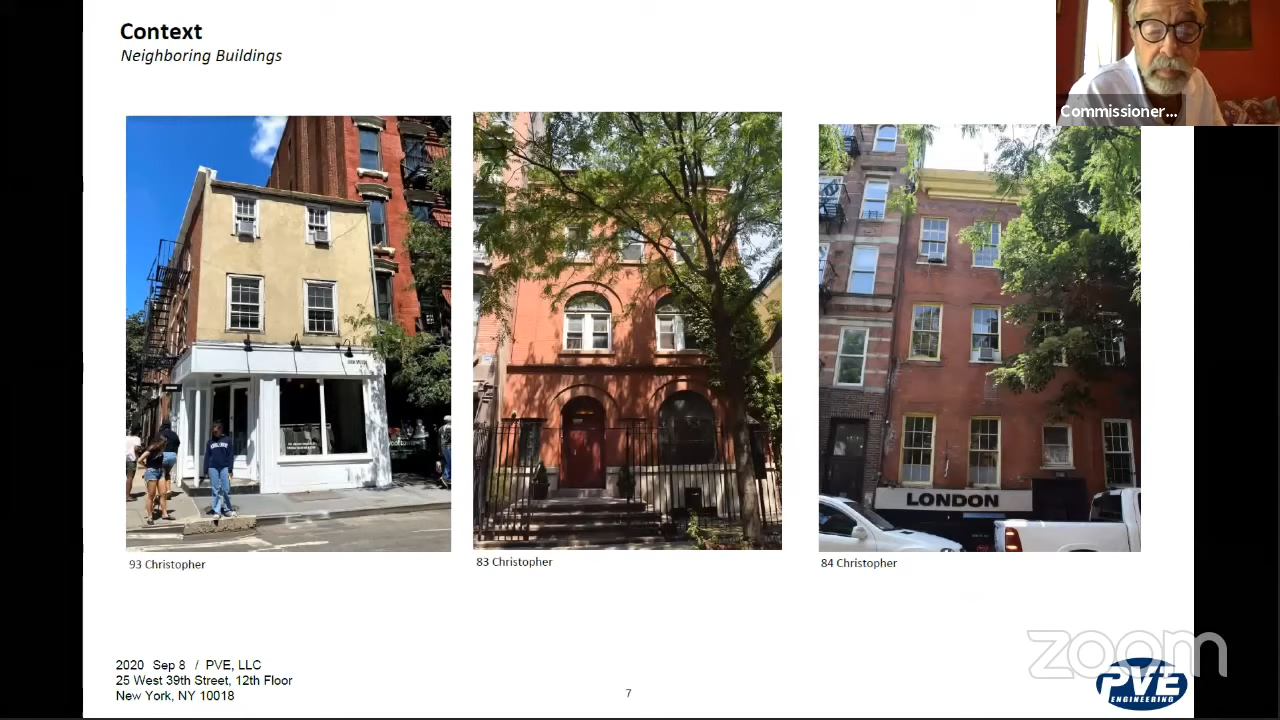 Context
Neighboring Buildings
Commissioner...
LONDON
93 Christopher
83 Christopher
84 Christopher
2020 Sep 8 / PVE, LLC
25 West 39th Street, 12th Floor
New York, NY 10018
7
zoom
PVE
ENGINEERING